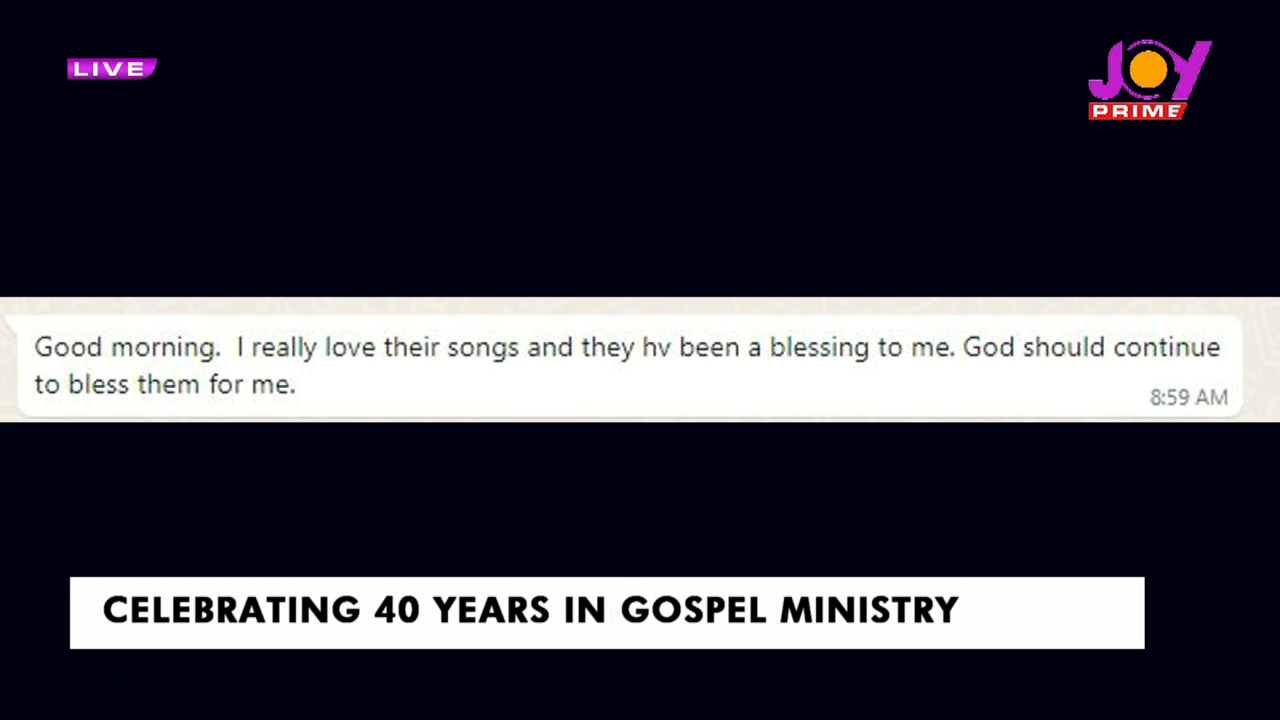 LIVE
JOY
PRIME
Good morning.  I really love their songs and they hv been a blessing to me. God should continue
to bless them for me.
8:59 AM
CELEBRATING 40 YEARS IN GOSPEL MINISTRY